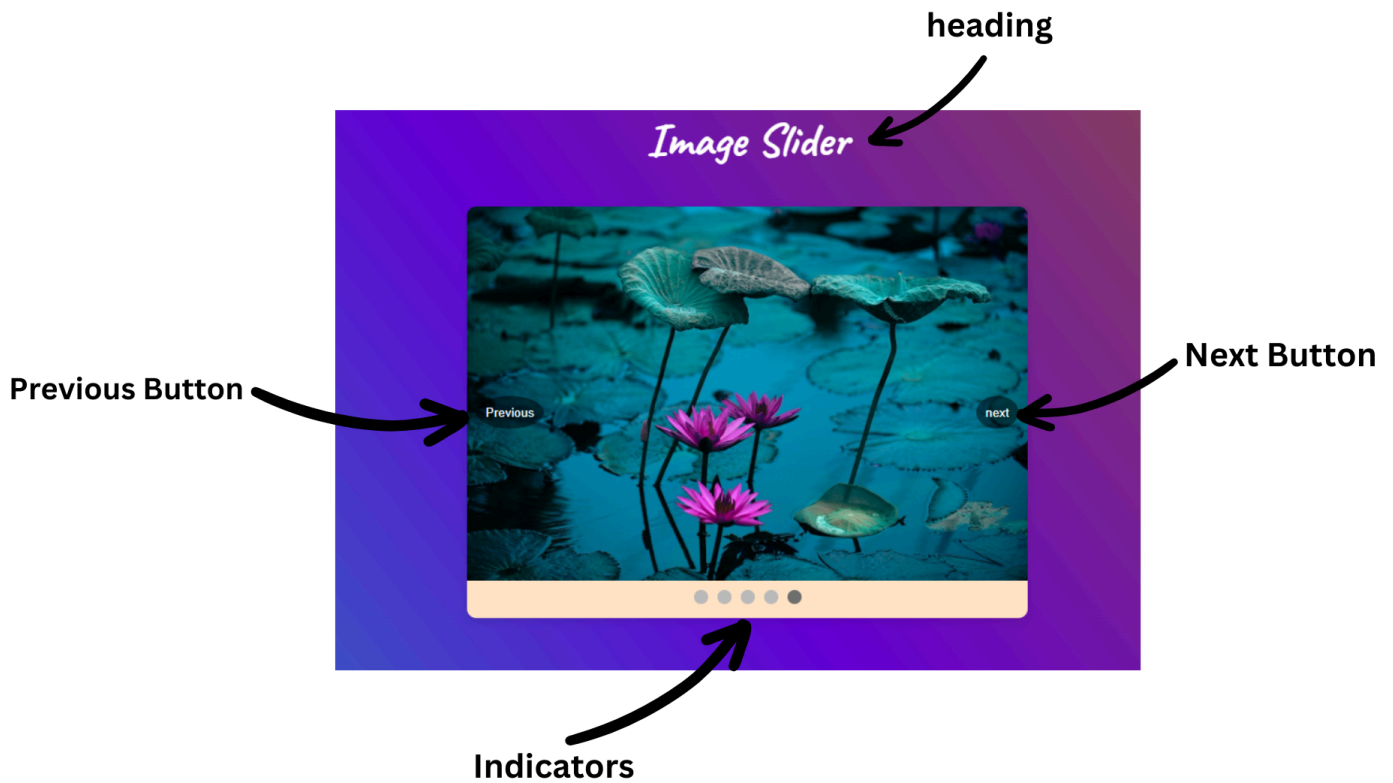 heading
Image Slider
Next Button
Previous Button
Previous
next
Indicators